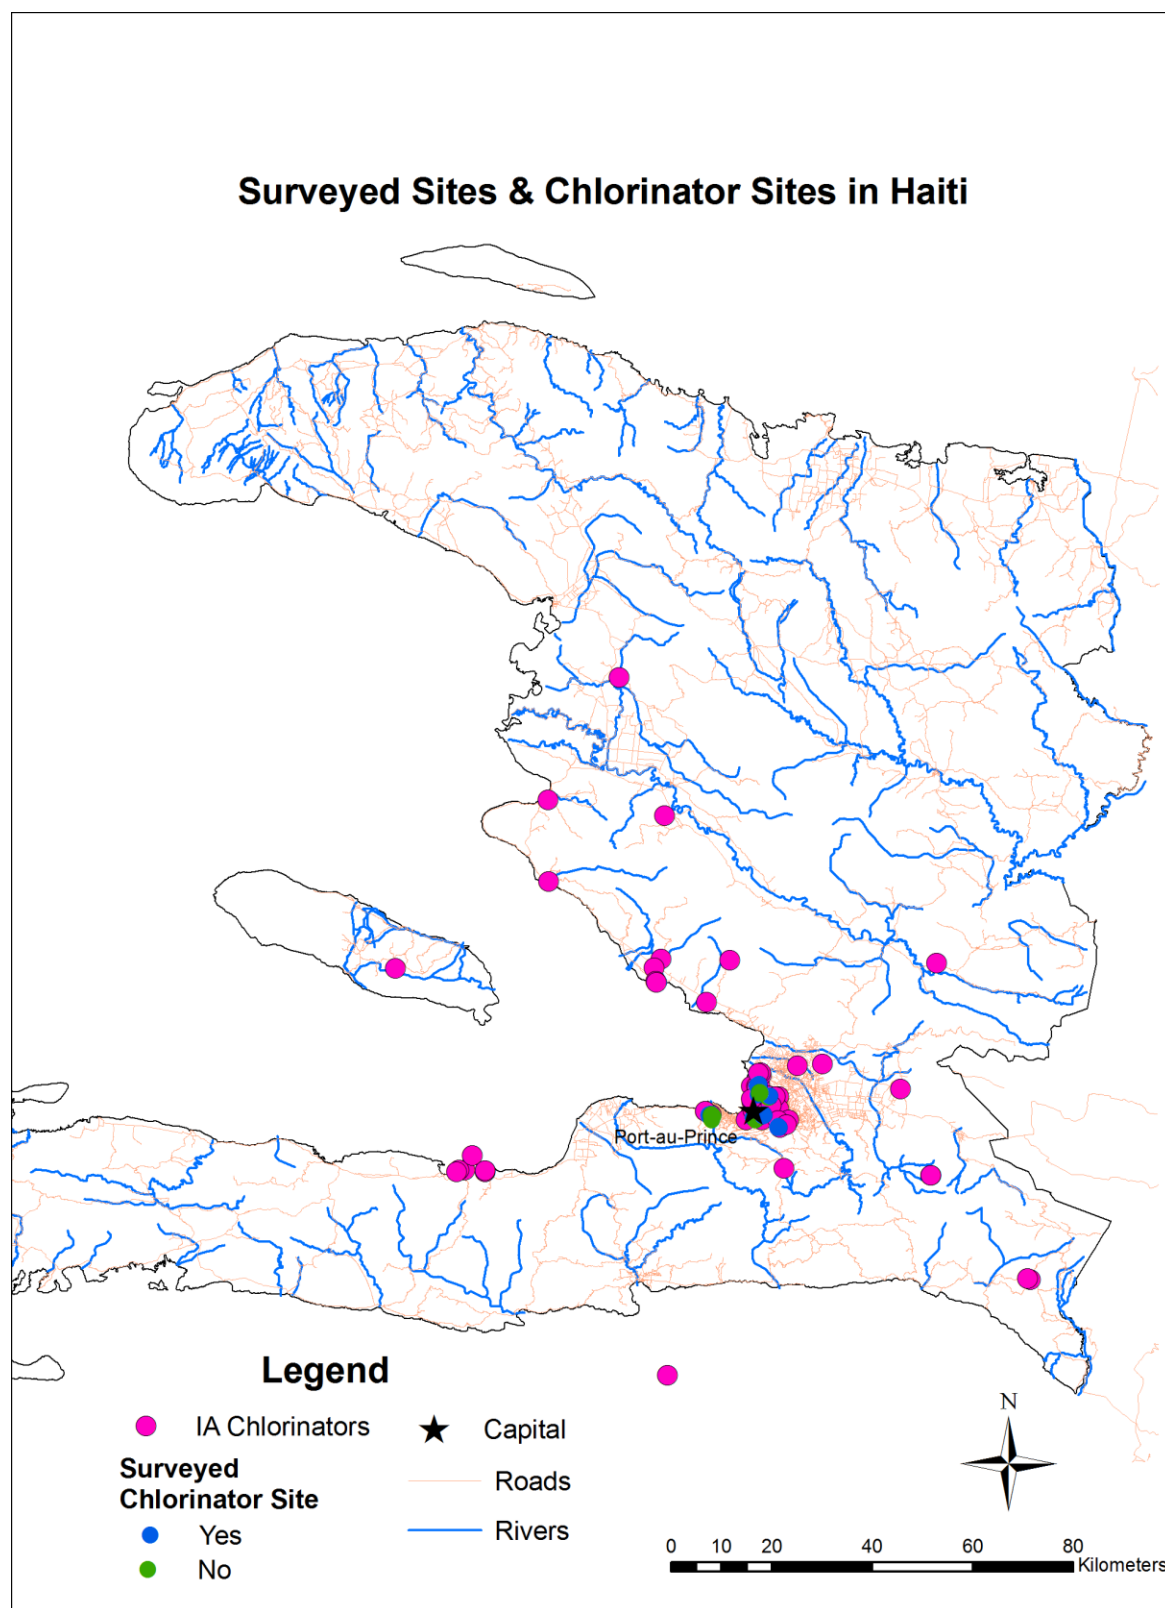 Surveyed Sites & Chlorinator Sites in Haiti
Port-au-Prince
Legend
IA Chlorinators
Capital
Surveyed
Chlorinator Site
Roads
Yes
Rivers
No
N
0 10 20 40 60 80
Kilometers